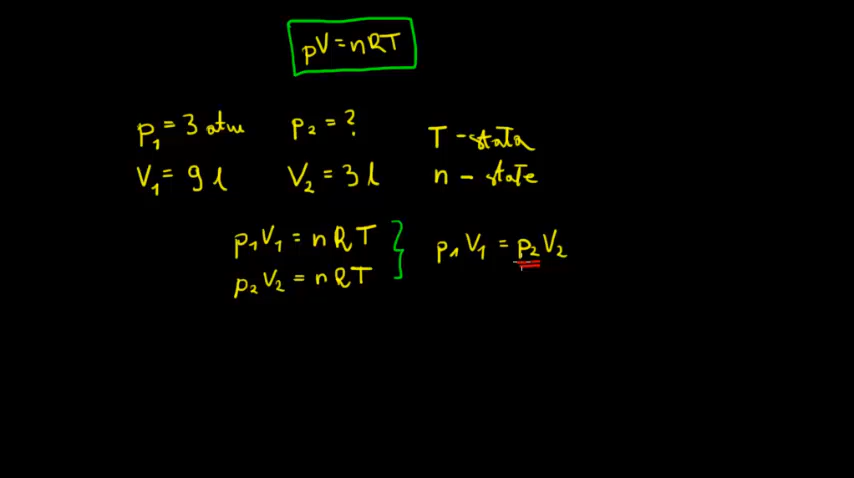 pV = nRT
p₁ = 3 atm p₂ = ? T - stała
V₁ = 9 l V₂ = 3 l n - stałe
p₁V₁ = nRT
p₁V₁ = p₂V₂
p₂V₂ = nRT